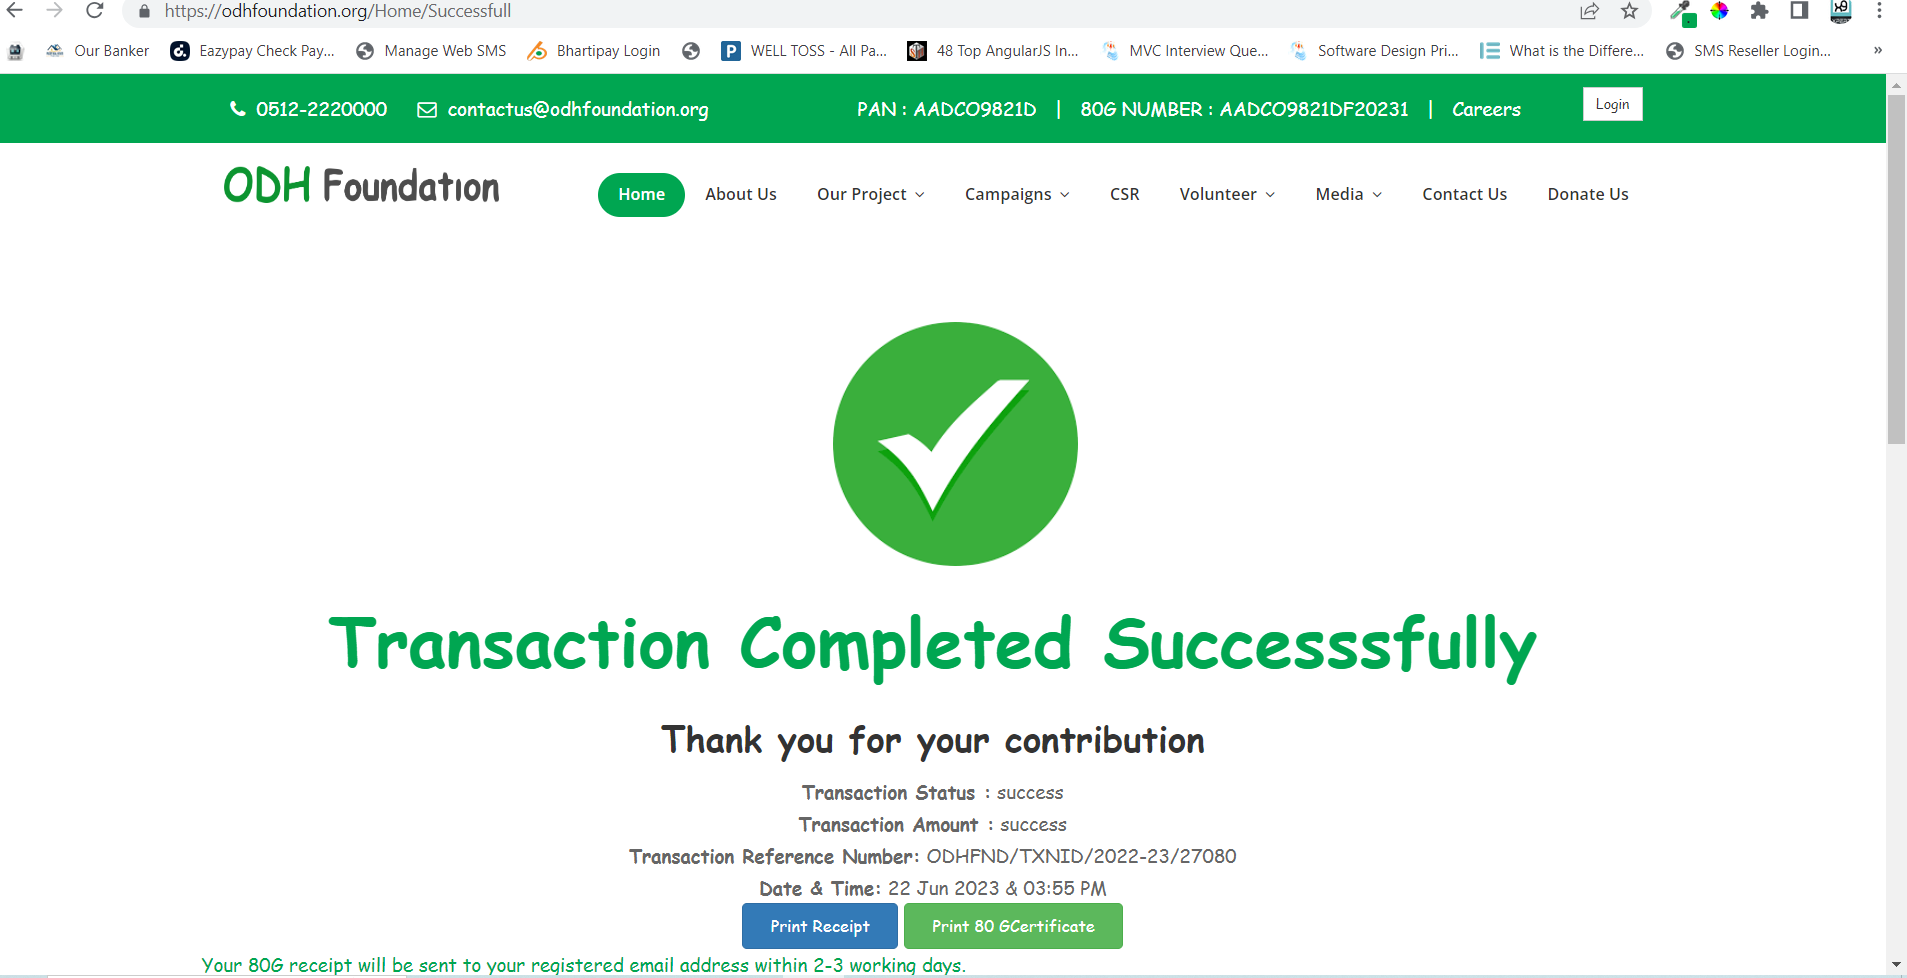 https://odhfoundation.org/Home/Successfull
Our Banker Eazypay Check Pay... Manage Web SMS Bhartipay Login WELL TOSS - All Pa... 48 Top AngularJS In... MVC Interview Que... Software Design Pri... What is the Differe... SMS Reseller Login... »
0512-2220000 contactus@odhfoundation.org PAN : AADCO9821D | 80G NUMBER : AADCO9821DF20231 | Careers Login
ODH Foundation Home About Us Our Project Campaigns CSR Volunteer Media Contact Us Donate Us
Transaction Completed Successsfully
Thank you for your contribution
Transaction Status : success
Transaction Amount : success
Transaction Reference Number: ODHFND/TXNID/2022-23/27080
Date & Time: 22 Jun 2023 & 03:55 PM
Print Receipt Print 80 GCertificate
Your 80G receipt will be sent to your registered email address within 2-3 working days.